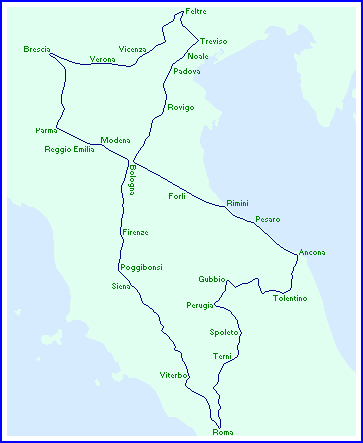 Feltre
Treviso
Brescia
Vicenza
Verona
Noale
Padova
Rovigo
Parma
Modena
Reggio Emilia
Bologna
Forlì
Rimini
Pesaro
Firenze
Ancona
Poggibonsi
Gubbio
Siena
Tolentino
Perugia
Spoleto
Terni
Viterbo
Roma